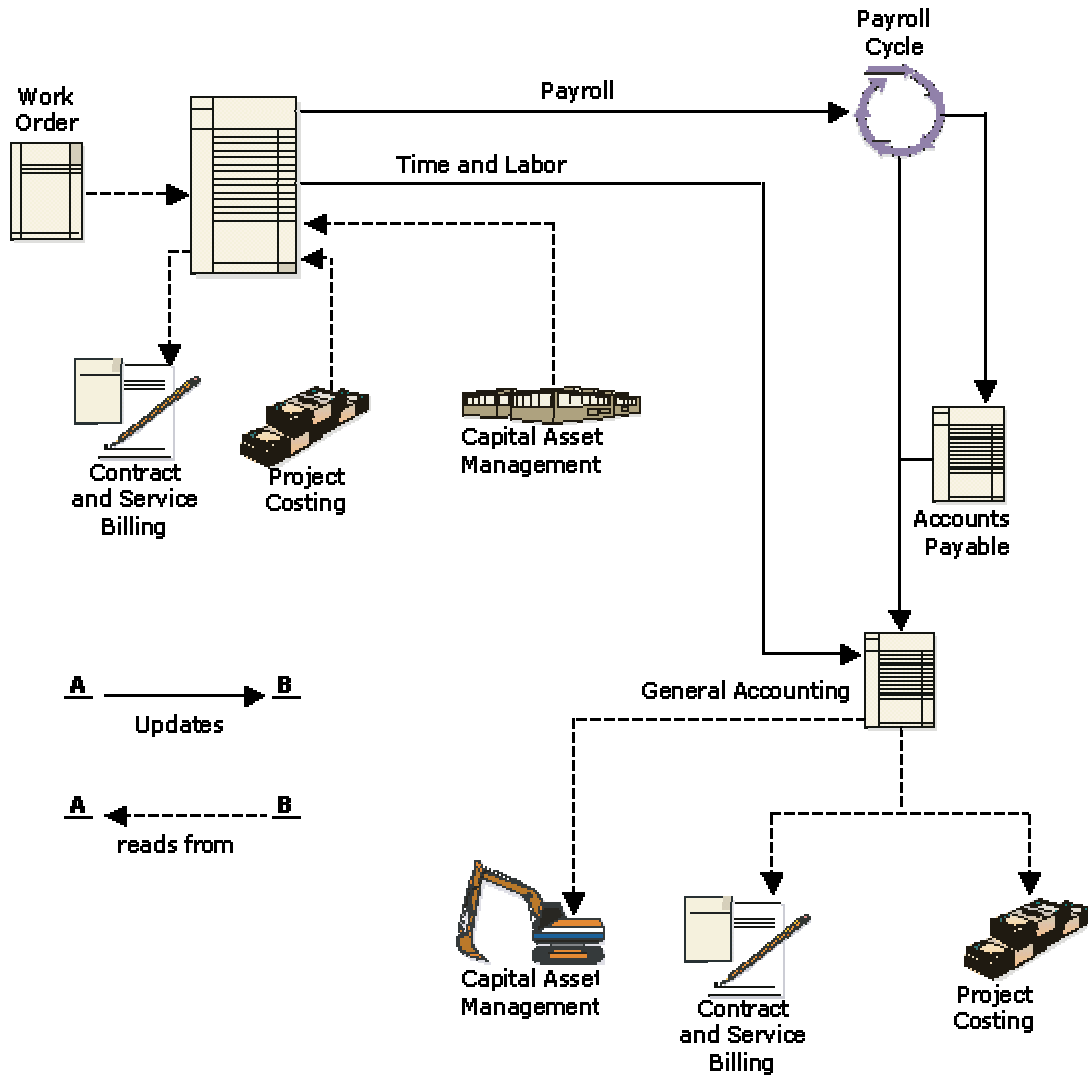 Payroll
Cycle
Work
Order
Payroll
Time and Labor
Contract
and Service
Billing
Project
Costing
Capital Asset
Management
Accounts
Payable
A
B
Updates
General Accounting
A
B
reads from
Capital Asset
Management
Contract
and Service
Billing
Project
Costing